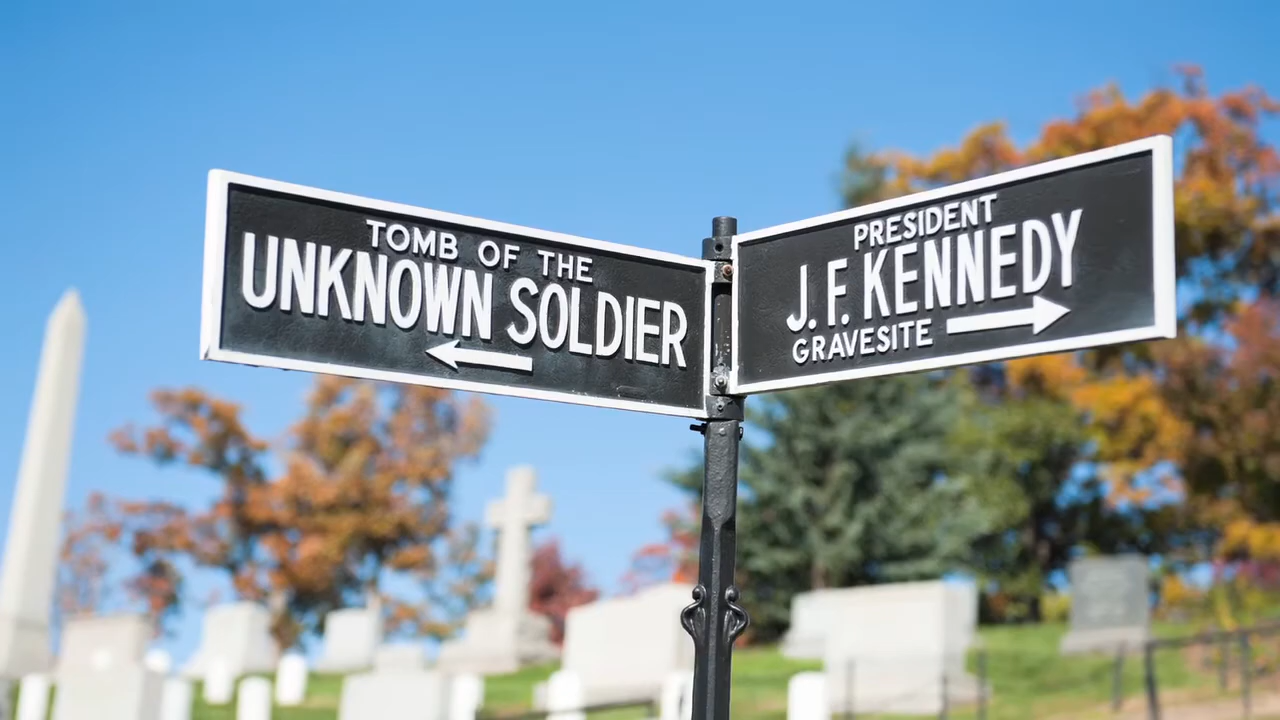 TOMB OF THE
UNKNOWN SOLDIER
PRESIDENT
J. F. KENNEDY
GRAVESITE